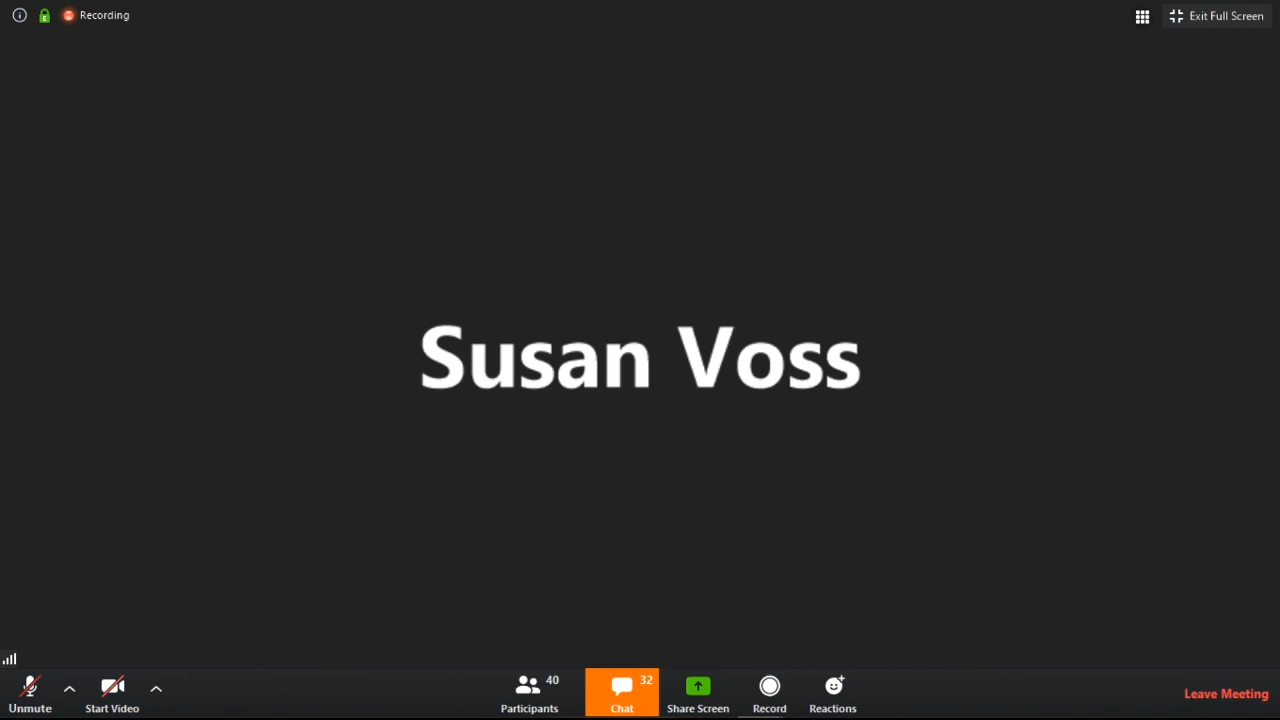 Recording
Exit Full Screen
Susan Voss
40
32
Unmute
Start Video
Participants
Chat
Share Screen
Record
Reactions
Leave Meeting